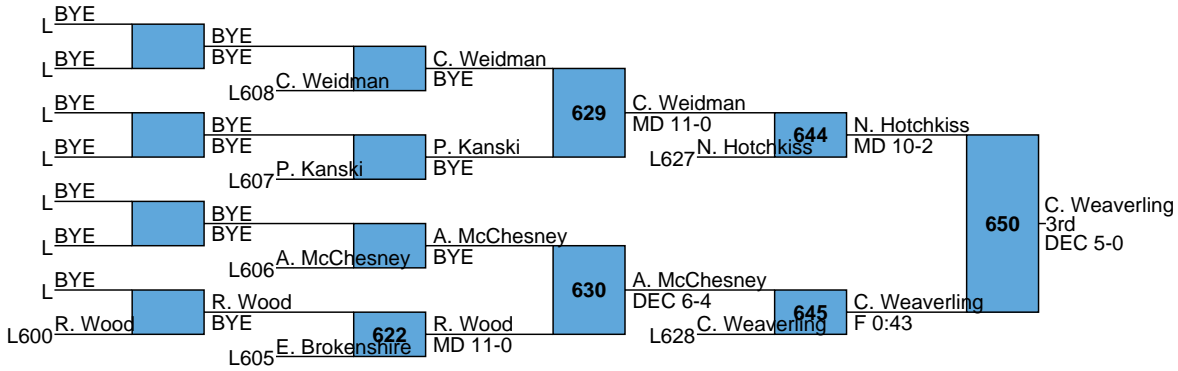 L BYE
L BYE
BYE
BYE
L608 C. Weidman
C. Weidman
BYE
L BYE
L BYE
BYE
BYE
L607 P. Kanski
P. Kanski
BYE
629
C. Weidman
MD 11-0
L627 N. Hotchkiss
644
N. Hotchkiss
MD 10-2
L BYE
L BYE
BYE
BYE
L606 A. McChesney
A. McChesney
BYE
L BYE
L600 R. Wood
R. Wood
BYE
L605 E. Brokenshire
622
R. Wood
MD 11-0
630
A. McChesney
DEC 6-4
L628 C. Weaverling
645
C. Weaverling
F 0:43
650
C. Weaverling
3rd
DEC 5-0